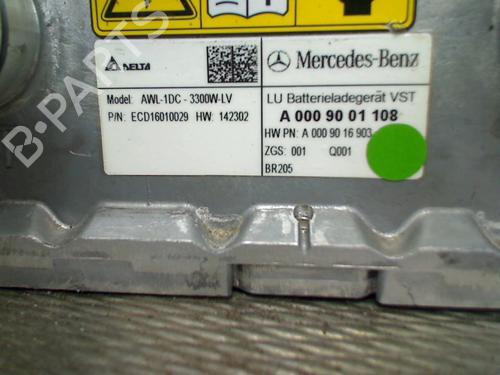 DELTA
Mercedes-Benz
Model: AWL-1DC - 3300W-LV
P/N: ECD16010029 HW: 142302
LU Batterieladegerät VST
A 000 90 01 108
HW PN: A 000 90 16 903
ZGS: 001 Q001
BR205
B-PARTS